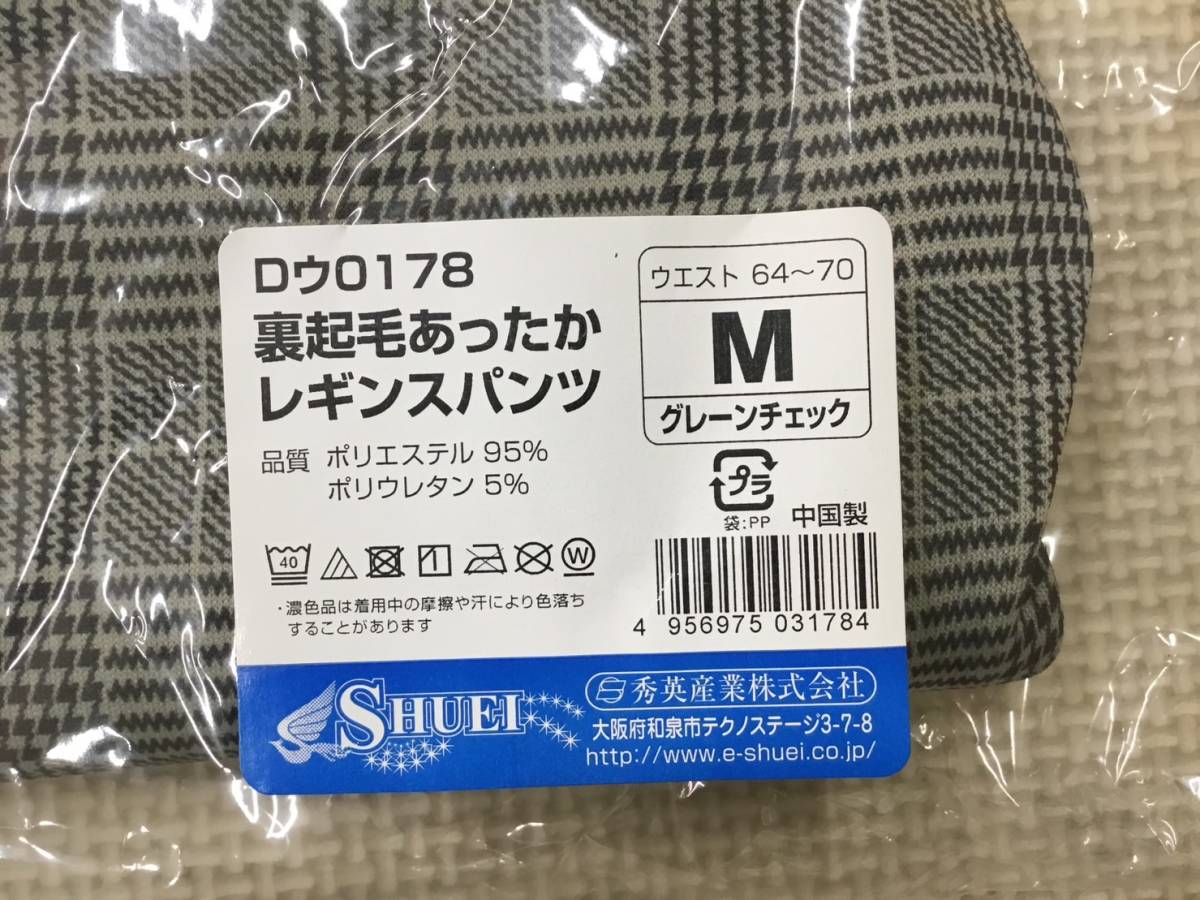 Dウ0178
裏起毛あったか
レギンスパンツ
品質 ポリエステル 95%
ポリウレタン 5%
ウエスト 64～70
M
グレーンチェック
プラ
袋:PP 中国製
40
W
・濃色品は着用中の摩擦や汗により色落ち
することがあります
4 956975 031784
SHUEI
秀英産業株式会社
大阪府和泉市テクノステージ3-7-8
http://www.e-shuei.co.jp/